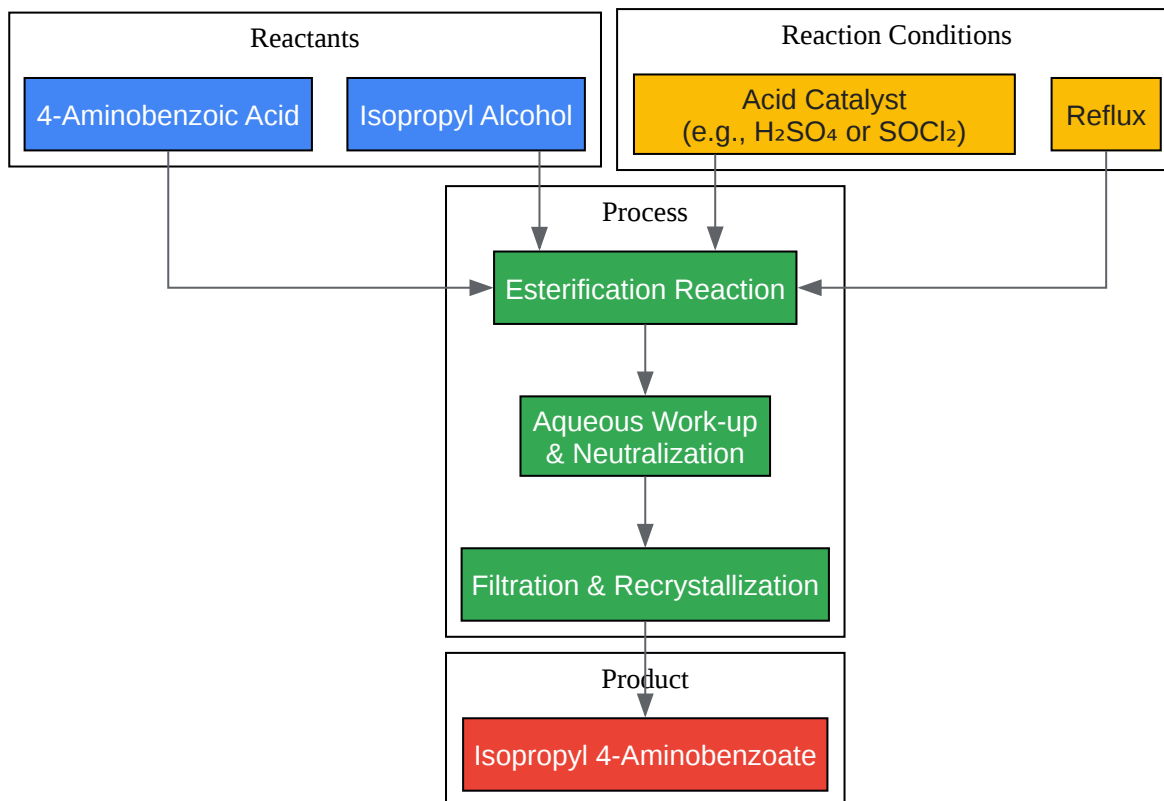 Reactants
Reaction Conditions
4-Aminobenzoic Acid
Isopropyl Alcohol
Acid Catalyst
(e.g., H₂SO₄ or SOCl₂)
Reflux
Process
Esterification Reaction
Aqueous Work-up
& Neutralization
Filtration & Recrystallization
Product
Isopropyl 4-Aminobenzoate